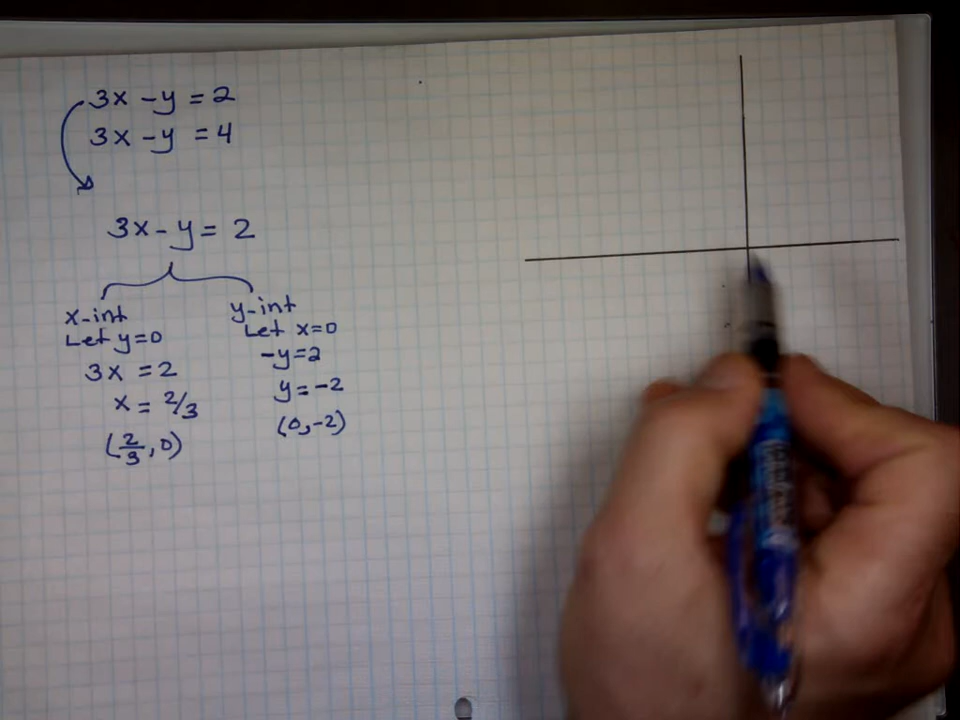 3x - y = 2
3x - y = 4
3x - y = 2
x-int
Let y=0
3x = 2
x = 2/3
(2/3, 0)
y-int
Let x=0
-y=2
y = -2
(0, -2)